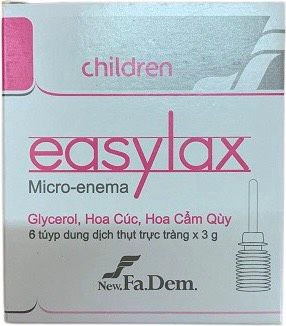 children
easylax
Micro-enema
Glycerol, Hoa Cúc, Hoa Cẩm Qùy
6 túyp dung dịch thụt trực tràng x 3 g
New.Fa.Dem.